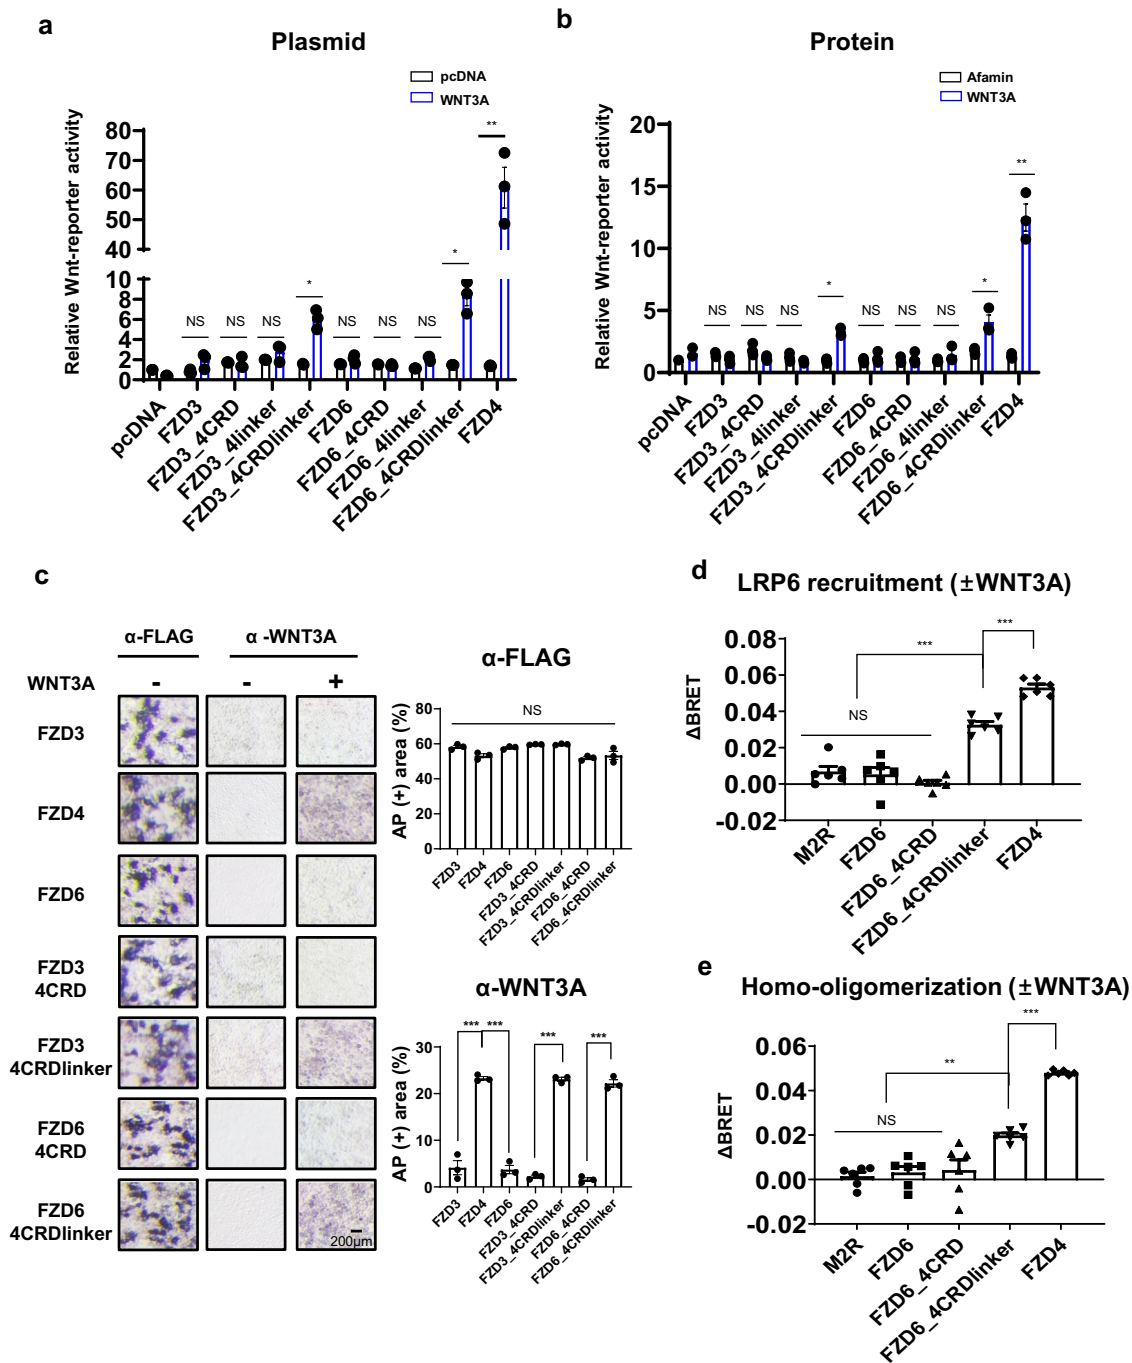 a
Plasmid
pcDNA
WNT3A
Relative Wnt-reporter activity
80
70
60
50
40
10
8
6
4
2
0
NS
NS
NS
*
NS
NS
NS
*
**
pcDNA
FZD3
FZD3_4CRD
FZD3_4linker
FZD3_4CRDlinker
FZD6
FZD6_4CRD
FZD6_4linker
FZD6_4CRDlinker
FZD4
b
Protein
Afamin
WNT3A
Relative Wnt-reporter activity
20
15
10
5
0
NS
NS
NS
*
NS
NS
NS
*
**
pcDNA
FZD3
FZD3_4CRD
FZD3_4linker
FZD3_4CRDlinker
FZD6
FZD6_4CRD
FZD6_4linker
FZD6_4CRDlinker
FZD4
c
α-FLAG
α -WNT3A
WNT3A
-
-
+
FZD3
FZD4
FZD6
FZD3
4CRD
FZD3
4CRDlinker
FZD6
4CRD
FZD6
4CRDlinker
200μm
α-FLAG
AP (+) area (%)
80
60
40
20
0
NS
FZD3
FZD4
FZD6
FZD3_4CRD
FZD3_4CRDlinker
FZD6_4CRD
FZD6_4CRDlinker
α-WNT3A
AP (+) area (%)
30
20
10
0
***
***
***
***
FZD3
FZD4
FZD6
FZD3_4CRD
FZD3_4CRDlinker
FZD6_4CRD
FZD6_4CRDlinker
d
LRP6 recruitment (±WNT3A)
ΔBRET
0.08
0.06
0.04
0.02
0.00
-0.02
NS
***
***
M2R
FZD6
FZD6_4CRD
FZD6_4CRDlinker
FZD4
e
Homo-oligomerization (±WNT3A)
ΔBRET
0.06
0.04
0.02
0.00
-0.02
NS
**
***
M2R
FZD6
FZD6_4CRD
FZD6_4CRDlinker
FZD4